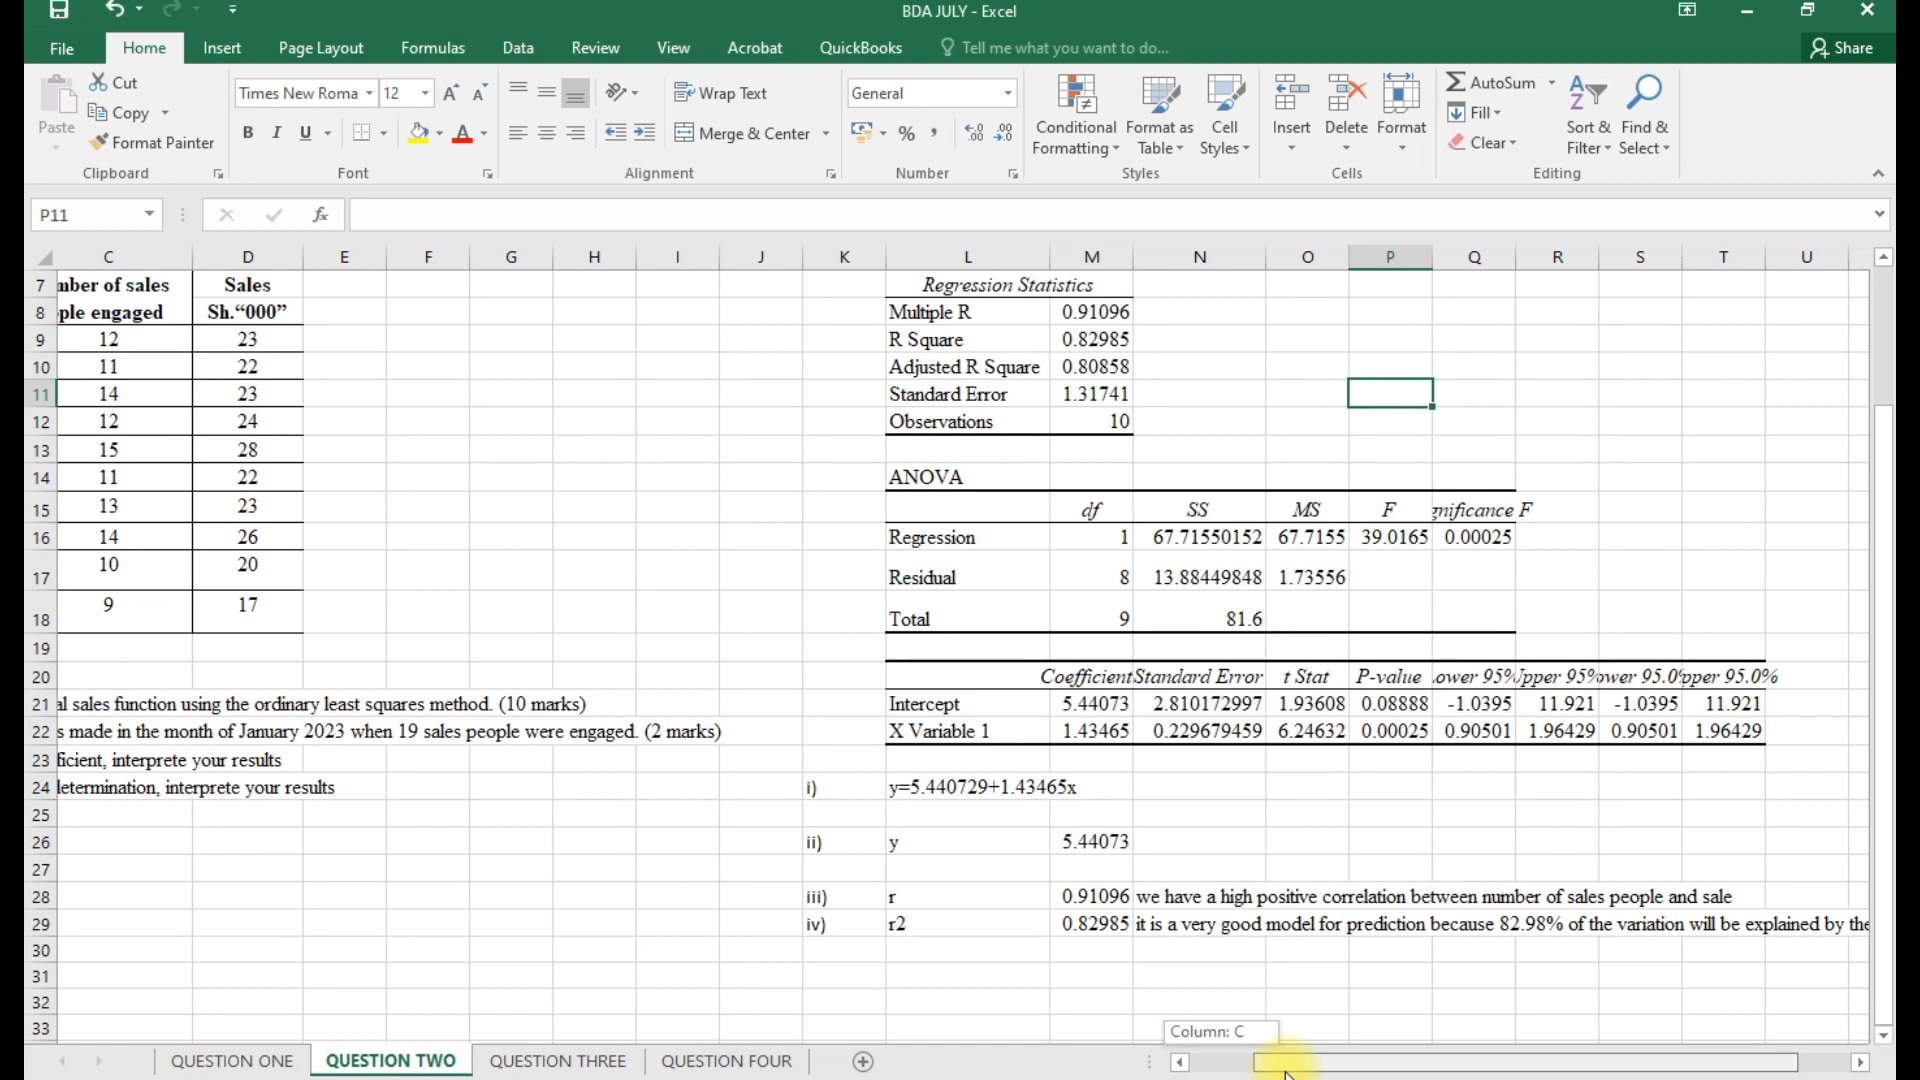 BDA JULY - Excel
File Home Insert Page Layout Formulas Data Review View Acrobat QuickBooks Tell me what you want to do... Share
Cut
Copy
Format Painter
Paste
Clipboard
Times New Roma 12
B I U
Font
Wrap Text
Merge & Center
Alignment
General
Number
Conditional Formatting
Format as Table
Cell Styles
Styles
Insert Delete Format
Cells
AutoSum
Fill
Clear
Sort & Filter
Find & Select
Editing
P11 fx
C D E F G H I J K L M N O P Q R S T U
7 nber of sales Sales Regression Statistics
8 ple engaged Sh.“000” Multiple R 0.91096
9 12 23 R Square 0.82985
10 11 22 Adjusted R Square 0.80858
11 14 23 Standard Error 1.31741
12 12 24 Observations 10
13 15 28
14 11 22 ANOVA
15 13 23 df SS MS F gnificance F
16 14 26 Regression 1 67.71550152 67.7155 39.0165 0.00025
17 10 20 Residual 8 13.88449848 1.73556
18 9 17 Total 9 81.6
19
20 Coefficient Standard Error t Stat P-value ower 95% Jpper 95% ower 95.0% pper 95.0%
21 al sales function using the ordinary least squares method. (10 marks) Intercept 5.44073 2.810172997 1.93608 0.08888 -1.0395 11.921 -1.0395 11.921
22 s made in the month of January 2023 when 19 sales people were engaged. (2 marks) X Variable 1 1.43465 0.229679459 6.24632 0.00025 0.90501 1.96429 0.90501 1.96429
23 ficient, interprete your results
24 letermination, interprete your results i) y=5.440729+1.43465x
25
26 ii) y 5.44073
27
28 iii) r 0.91096 we have a high positive correlation between number of sales people and sale
29 iv) r2 0.82985 it is a very good model for prediction because 82.98% of the variation will be explained by the
30
31
32
33
Column: C
QUESTION ONE QUESTION TWO QUESTION THREE QUESTION FOUR